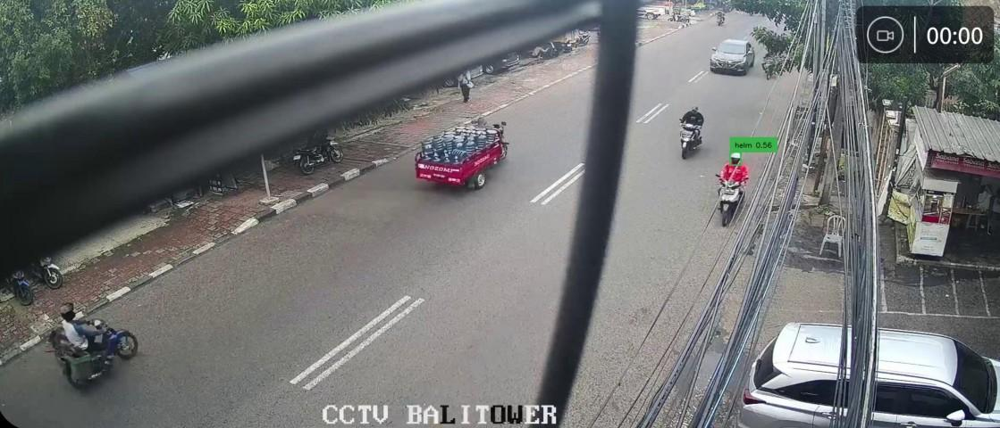 00:00
helm 0.56
NOZOMI
CCTV BALITOWER